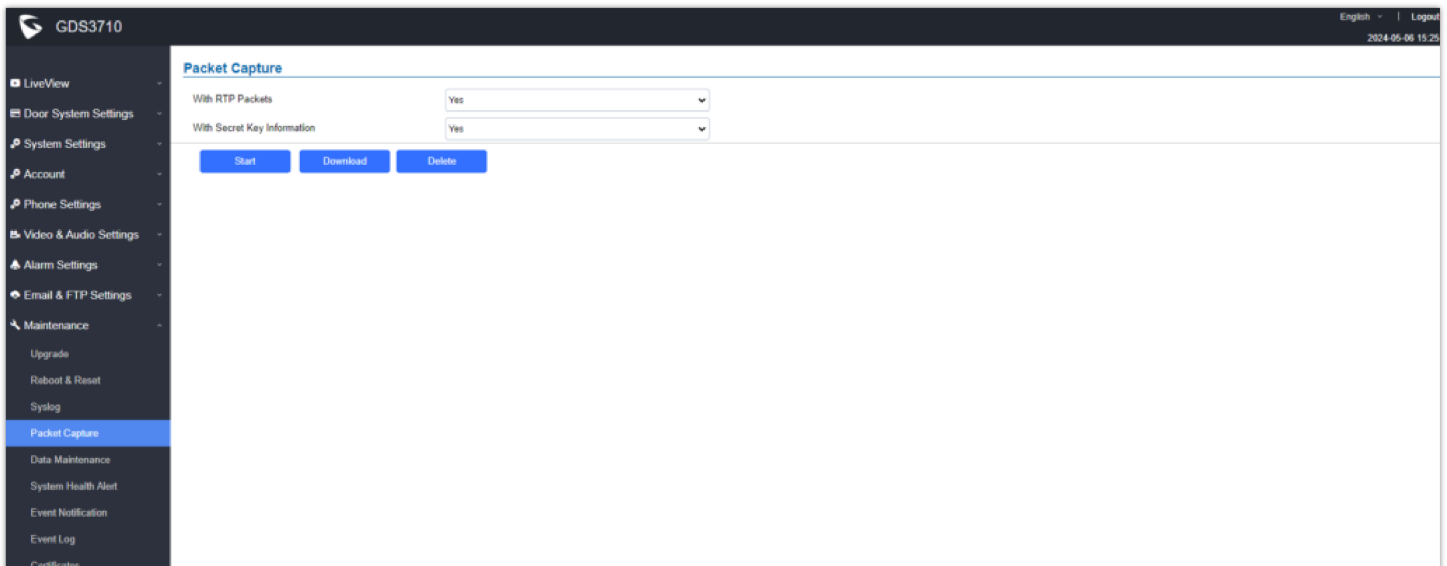 GDS3710
English | Logout
2024-05-06 15:25
LiveView
Door System Settings
System Settings
Account
Phone Settings
Video & Audio Settings
Alarm Settings
Email & FTP Settings
Maintenance
Upgrade
Reboot & Reset
Syslog
Packet Capture
Data Maintenance
System Health Alert
Event Notification
Event Log
Certificates
Packet Capture
With RTP Packets Yes
With Secret Key Information Yes
Start Download Delete